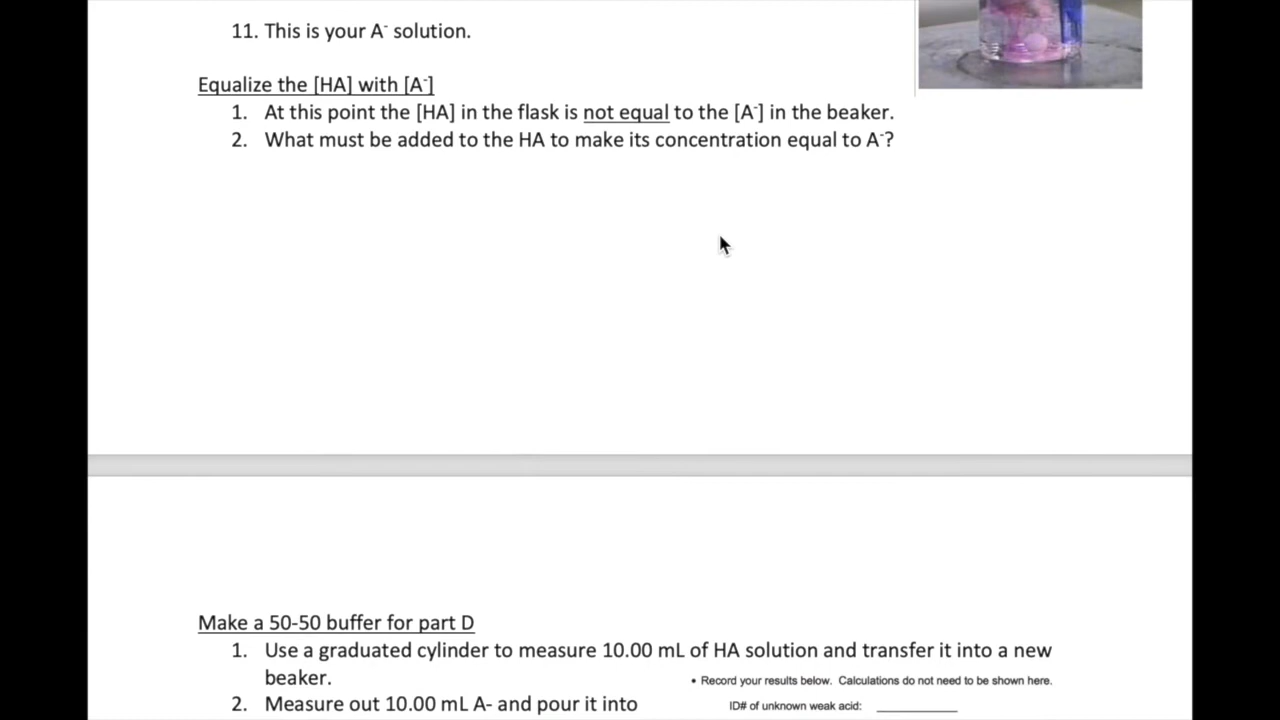 11. This is your A⁻ solution.
Equalize the [HA] with [A⁻]
1. At this point the [HA] in the flask is not equal to the [A⁻] in the beaker.
2. What must be added to the HA to make its concentration equal to A⁻?
Make a 50-50 buffer for part D
1. Use a graduated cylinder to measure 10.00 mL of HA solution and transfer it into a new
beaker.
• Record your results below. Calculations do not need to be shown here.
2. Measure out 10.00 mL A- and pour it into
ID# of unknown weak acid: ___________